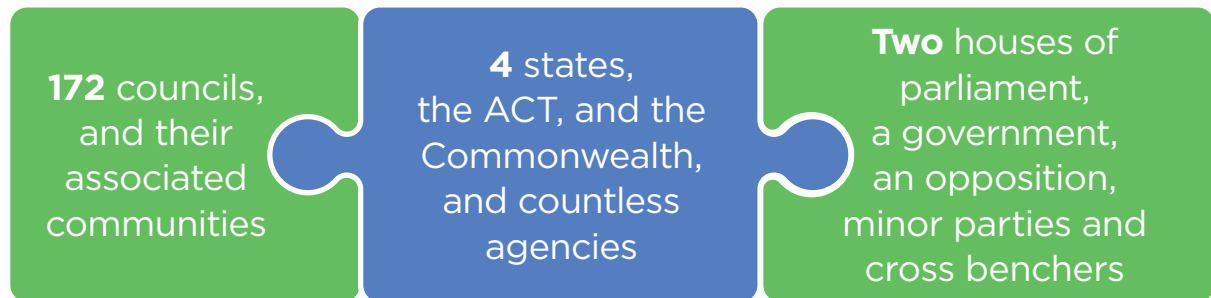 172 councils,
and their
associated
communities
4 states,
the ACT, and the
Commonwealth,
and countless
agencies
Two houses of
parliament,
a government,
an opposition,
minor parties and
cross benchers